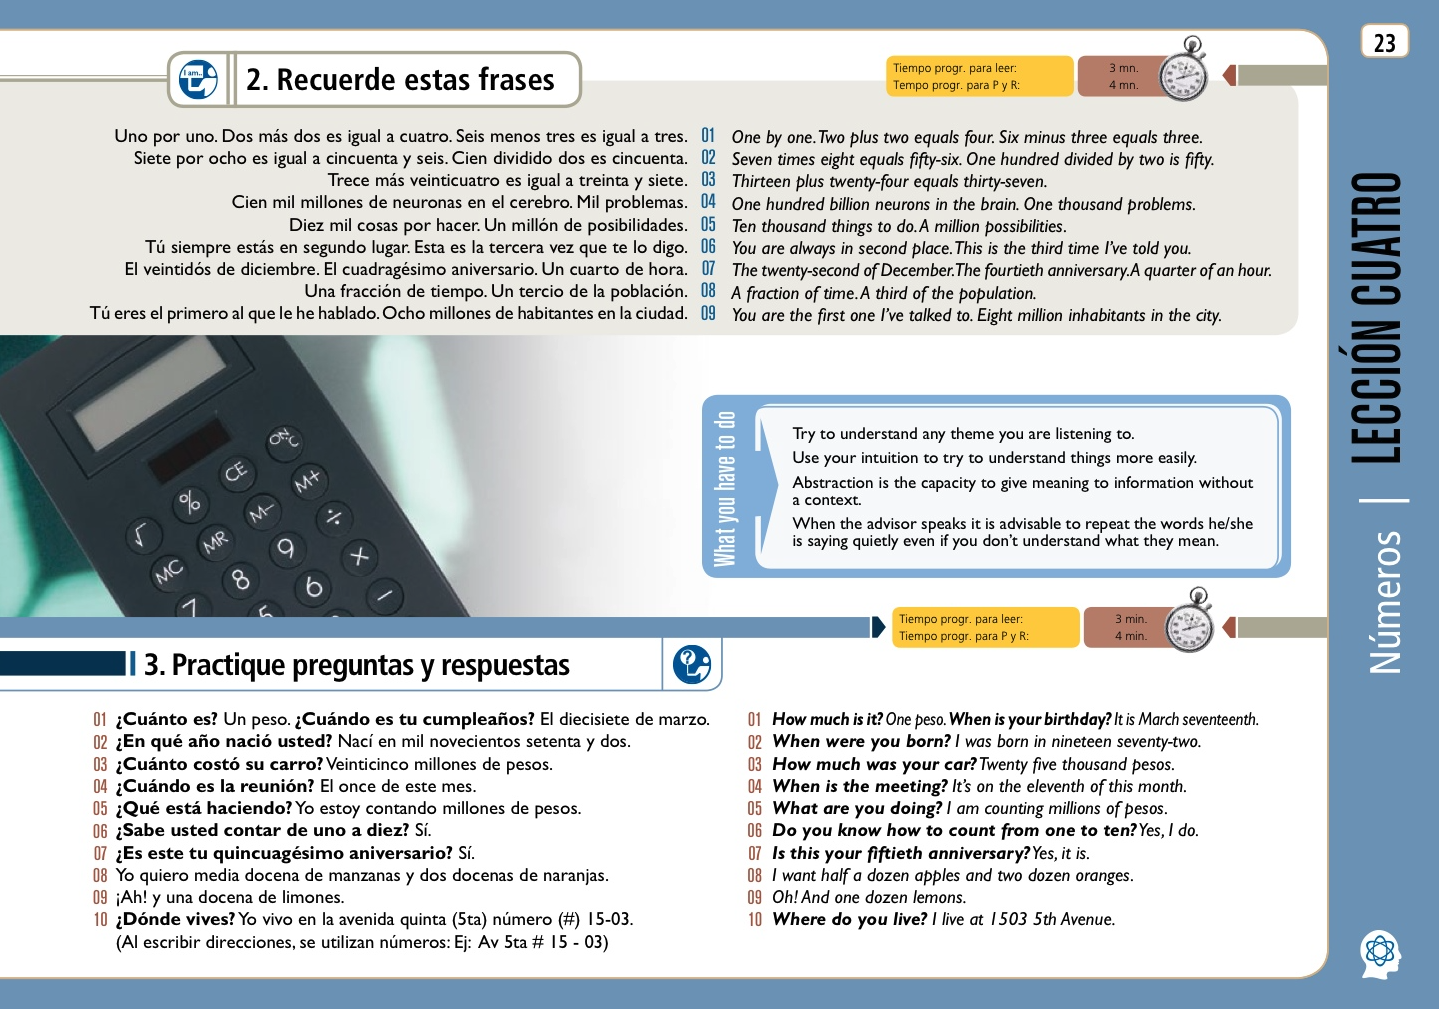 23
I am...
2. Recuerde estas frases
Tiempo progr. para leer: 3 mn.
Tiempo progr. para P y R: 4 mn.
Uno por uno. Dos más dos es igual a cuatro. Seis menos tres es igual a tres. 01 One by one. Two plus two equals four. Six minus three equals three.
Siete por ocho es igual a cincuenta y seis. Cien dividido dos es cincuenta. 02 Seven times eight equals fifty-six. One hundred divided by two is fifty.
Trece más veinticuatro es igual a treinta y siete. 03 Thirteen plus twenty-four equals thirty-seven.
Cien mil millones de neuronas en el cerebro. Mil problemas. 04 One hundred billion neurons in the brain. One thousand problems.
Diez mil cosas por hacer. Un millón de posibilidades. 05 Ten thousand things to do. A million possibilities.
Tú siempre estás en segundo lugar. Esta es la tercera vez que te lo digo. 06 You are always in second place. This is the third time I've told you.
El veintidós de diciembre. El cuadragésimo aniversario. Un cuarto de hora. 07 The twenty-second of December. The fourtieth anniversary. A quarter of an hour.
Una fracción de tiempo. Un tercio de la población. 08 A fraction of time. A third of the population.
Tú eres el primero al que le he hablado. Ocho millones de habitantes en la ciudad. 09 You are the first one I've talked to. Eight million inhabitants in the city.
ON/C
CE
M+
%
M–
÷
√
MR
9
×
MC
8
6
–
7
5
What you have to do
Try to understand any theme you are listening to.
Use your intuition to try to understand things more easily.
Abstraction is the capacity to give meaning to information without
a context.
When the advisor speaks it is advisable to repeat the words he/she
is saying quietly even if you don't understand what they mean.
Tiempo progr. para leer: 3 min.
Tiempo progr. para P y R: 4 min.
3. Practique preguntas y respuestas
?
01 ¿Cuánto es? Un peso. ¿Cuándo es tu cumpleaños? El diecisiete de marzo.
02 ¿En qué año nació usted? Nací en mil novecientos setenta y dos.
03 ¿Cuánto costó su carro? Veinticinco millones de pesos.
04 ¿Cuándo es la reunión? El once de este mes.
05 ¿Qué está haciendo? Yo estoy contando millones de pesos.
06 ¿Sabe usted contar de uno a diez? Sí.
07 ¿Es este tu quincuagésimo aniversario? Sí.
08 Yo quiero media docena de manzanas y dos docenas de naranjas.
09 ¡Ah! y una docena de limones.
10 ¿Dónde vives? Yo vivo en la avenida quinta (5ta) número (#) 15-03.
(Al escribir direcciones, se utilizan números: Ej: Av 5ta # 15 - 03)
01 How much is it? One peso. When is your birthday? It is March seventeenth.
02 When were you born? I was born in nineteen seventy-two.
03 How much was your car? Twenty five thousand pesos.
04 When is the meeting? It's on the eleventh of this month.
05 What are you doing? I am counting millions of pesos.
06 Do you know how to count from one to ten? Yes, I do.
07 Is this your fiftieth anniversary? Yes, it is.
08 I want half a dozen apples and two dozen oranges.
09 Oh! And one dozen lemons.
10 Where do you live? I live at 1503 5th Avenue.
Números | LECCIÓN CUATRO